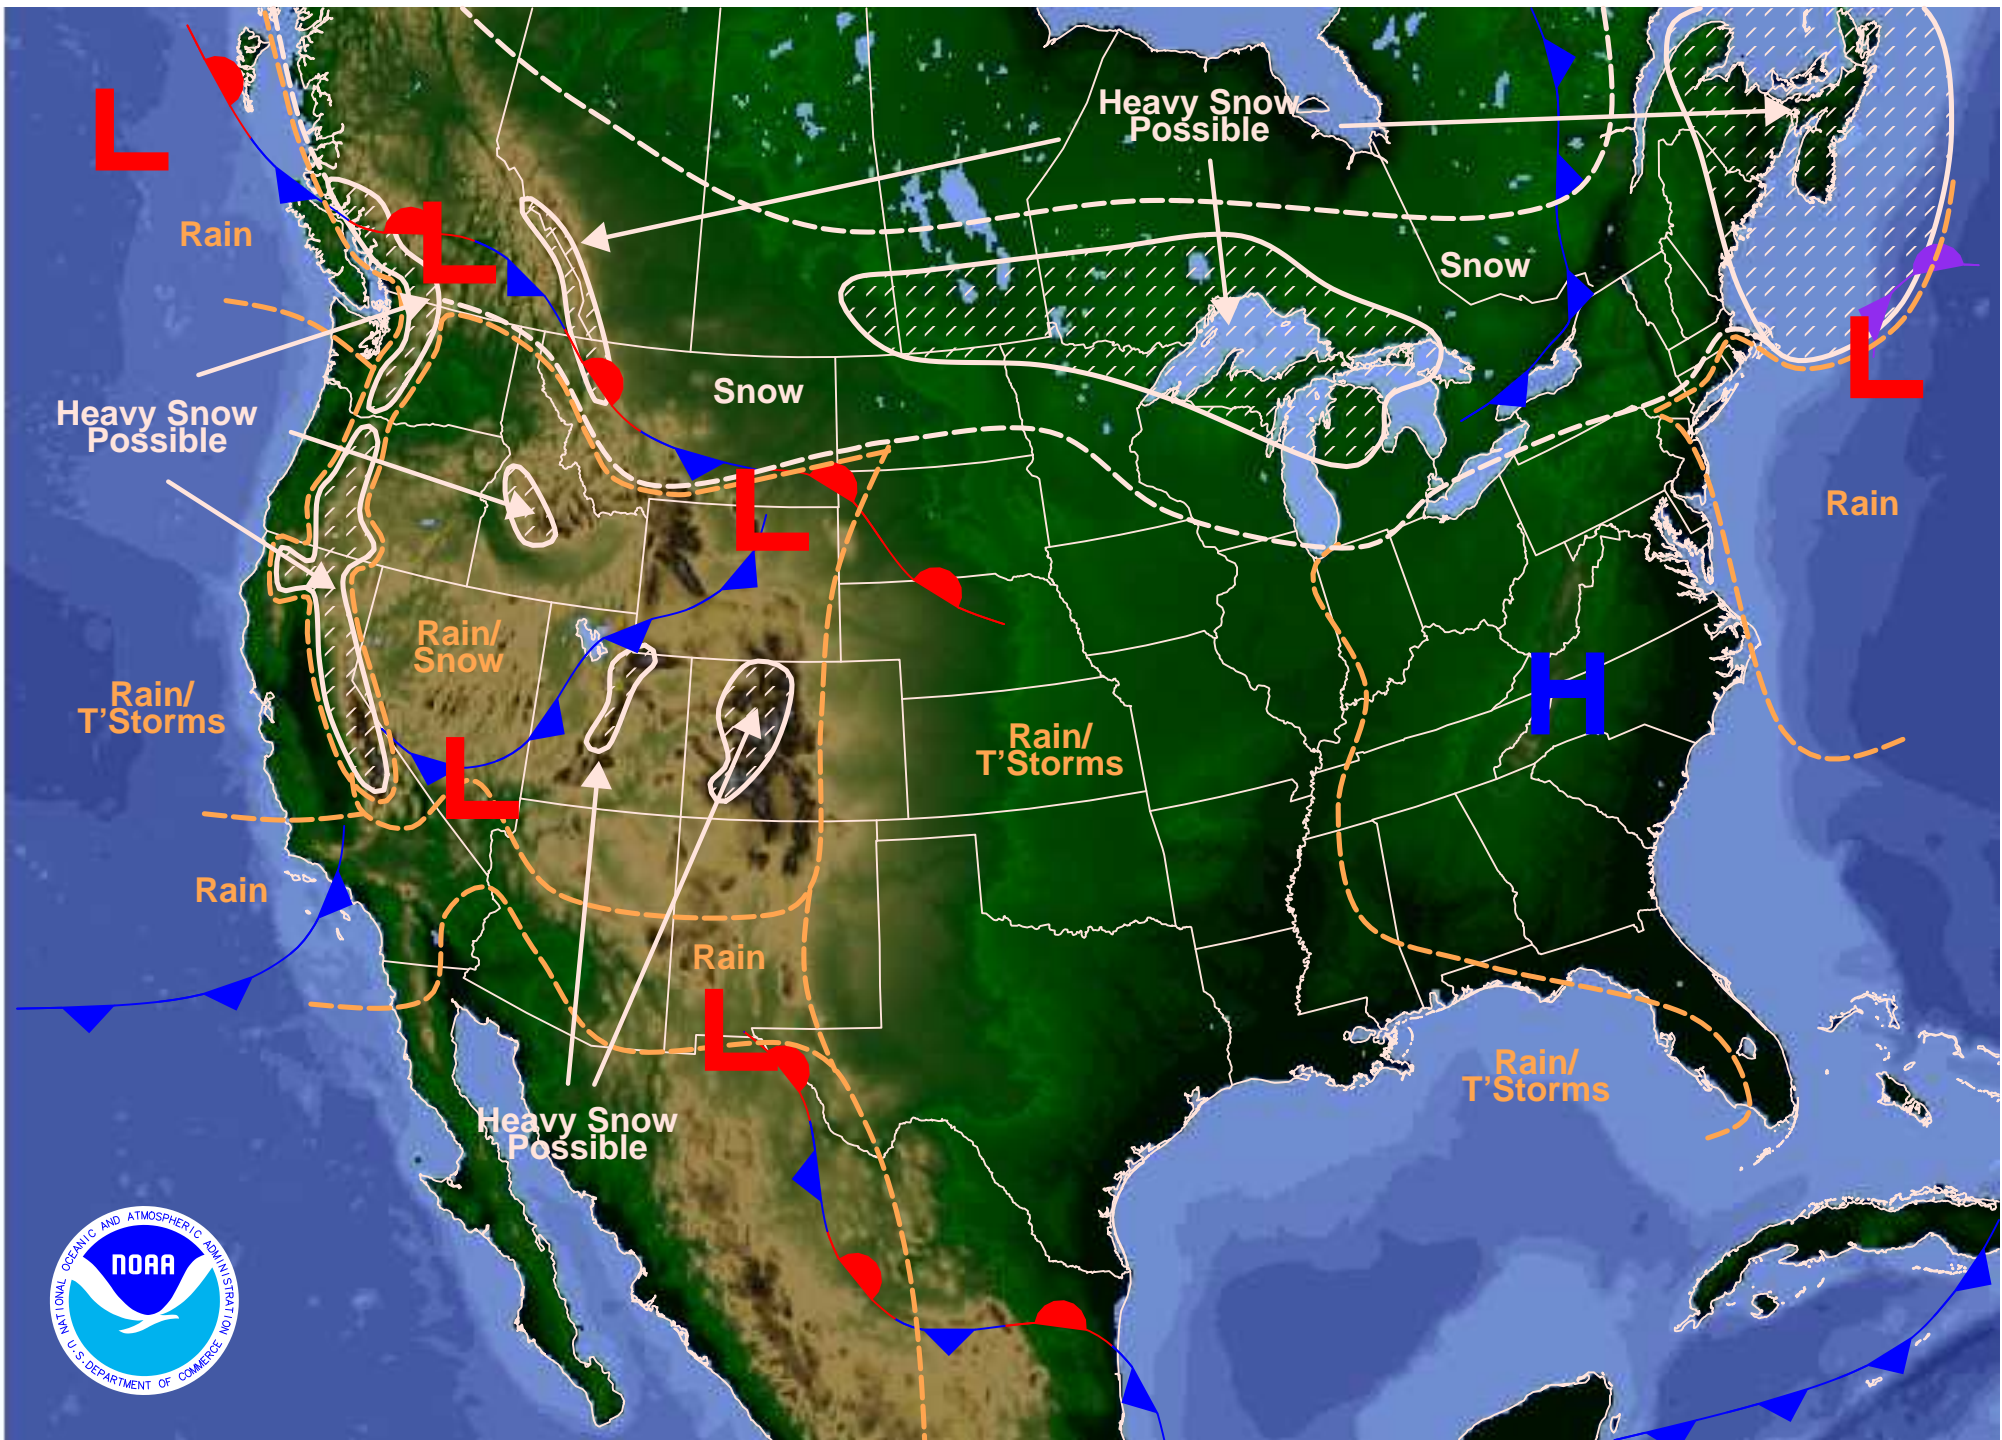 Heavy Snow
Possible
Rain
Snow
L
L
L
Snow
Heavy Snow
Possible
Rain
L
Rain/
Snow
Rain/
T'Storms
H
Rain/
T'Storms
L
Rain
Rain
L
Rain/
T'Storms
Heavy Snow
Possible
NATIONAL OCEANIC AND ATMOSPHERIC ADMINISTRATION
NOAA
U.S. DEPARTMENT OF COMMERCE